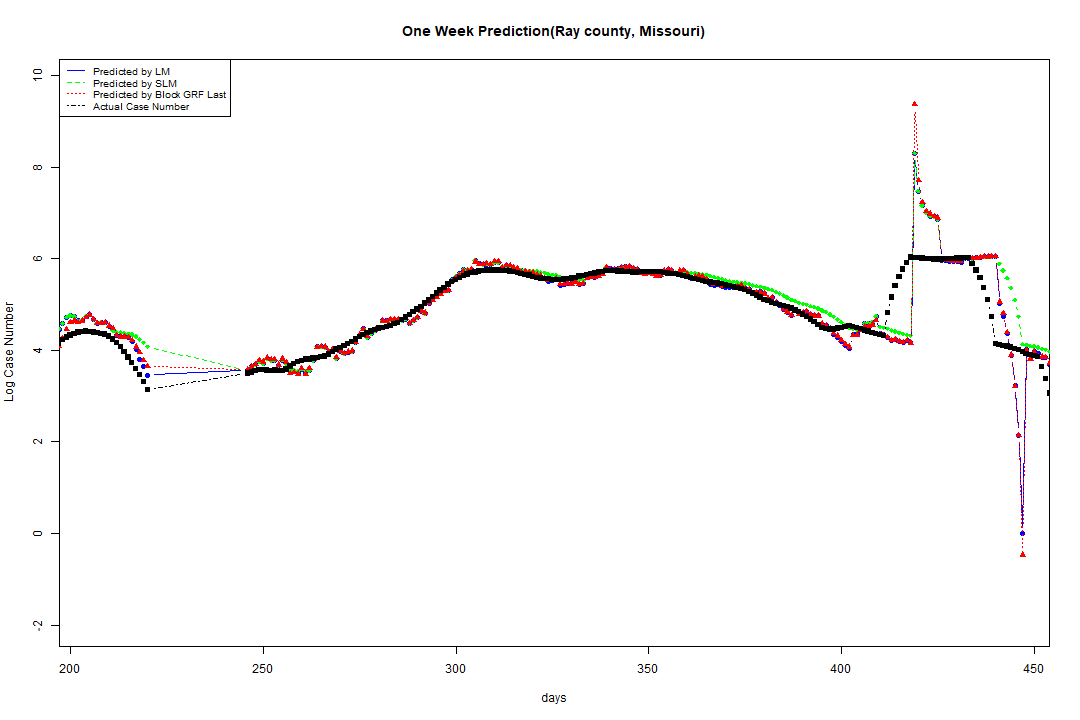 One Week Prediction(Ray county, Missouri)
Predicted by LM
Predicted by SLM
Predicted by Block GRF Last
Actual Case Number
Log Case Number
10
8
6
4
2
0
-2
200 250 300 350 400 450
days